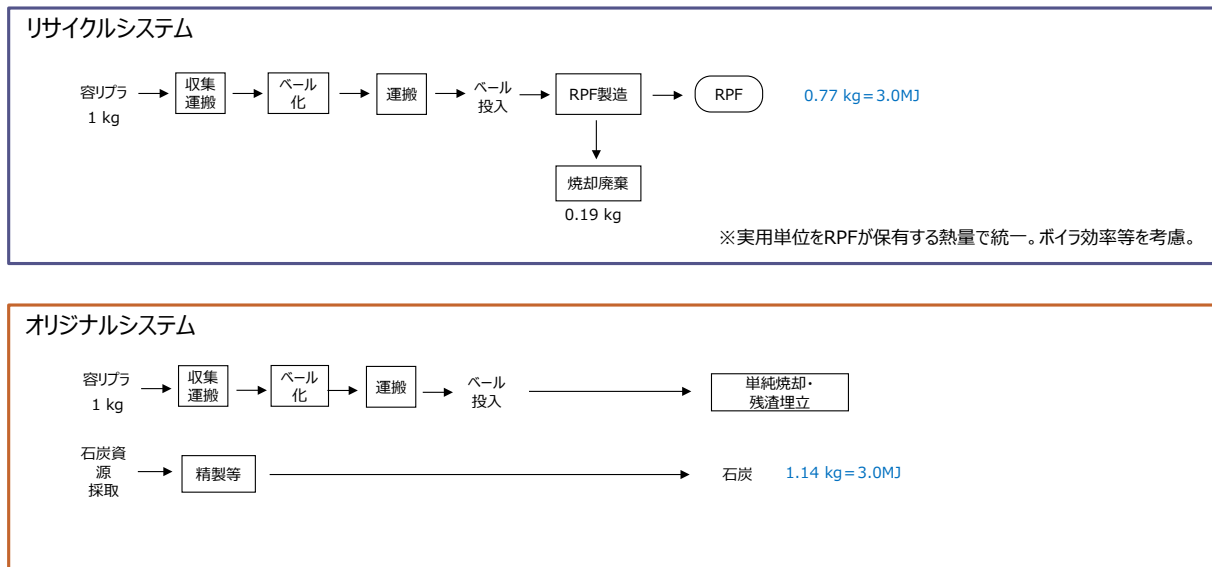 リサイクルシステム
容リプラ
1 kg
収集
運搬
ベール
化
運搬
ベール
投入
RPF製造
RPF
0.77 kg＝3.0MJ
焼却廃棄
0.19 kg
※実用単位をRPFが保有する熱量で統一。ボイラ効率等を考慮。
オリジナルシステム
容リプラ
1 kg
収集
運搬
ベール
化
運搬
ベール
投入
単純焼却・
残渣埋立
石炭資
源
採取
精製等
石炭
1.14 kg＝3.0MJ